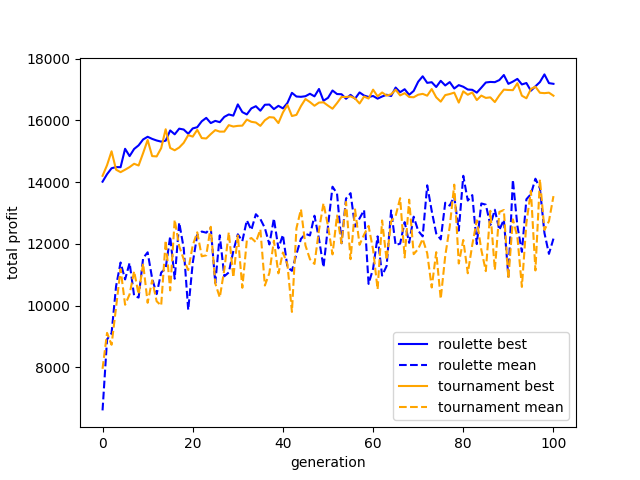 18000
16000
14000
12000
10000
8000
total profit
0 20 40 60 80 100
generation
roulette best
roulette mean
tournament best
tournament mean